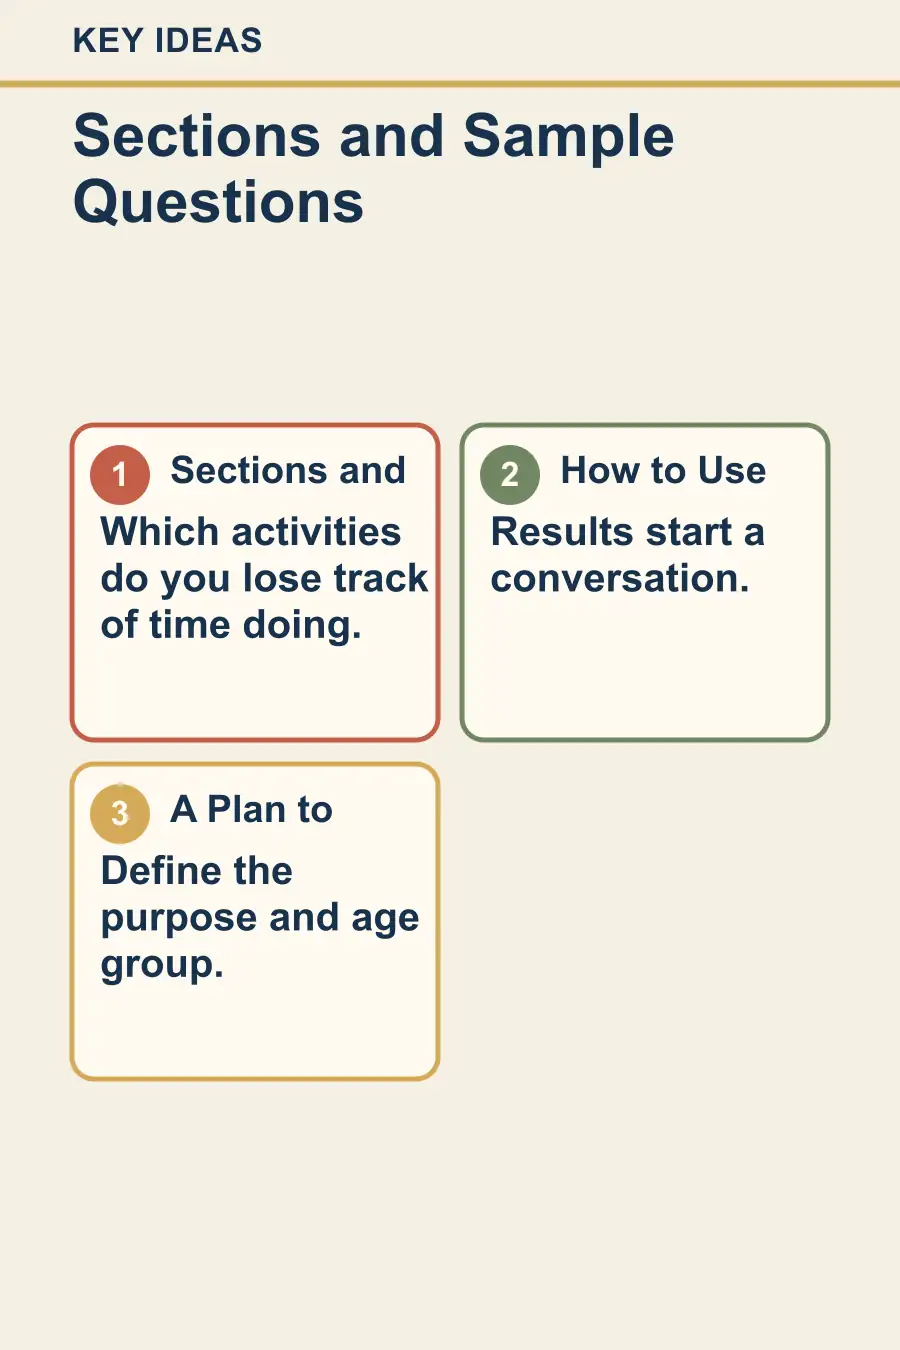 KEY IDEAS
Sections and Sample
Questions
1 Sections and
Which activities
do you lose track
of time doing.
2 How to Use
Results start a
conversation.
3 A Plan to
Define the
purpose and age
group.